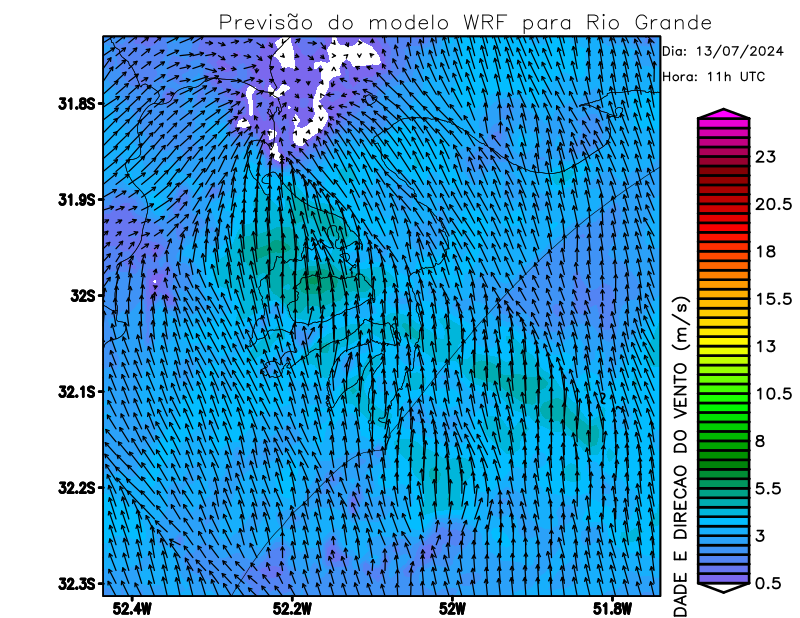 Previsão do modelo WRF para Rio Grande
Dia: 13/07/2024
Hora: 11h UTC
31.8S
31.9S
32S
32.1S
32.2S
32.3S
52.4W
52.2W
52W
51.8W
23
20.5
18
15.5
13
10.5
8
5.5
3
0.5
DADE E DIRECAO DO VENTO (m/s)